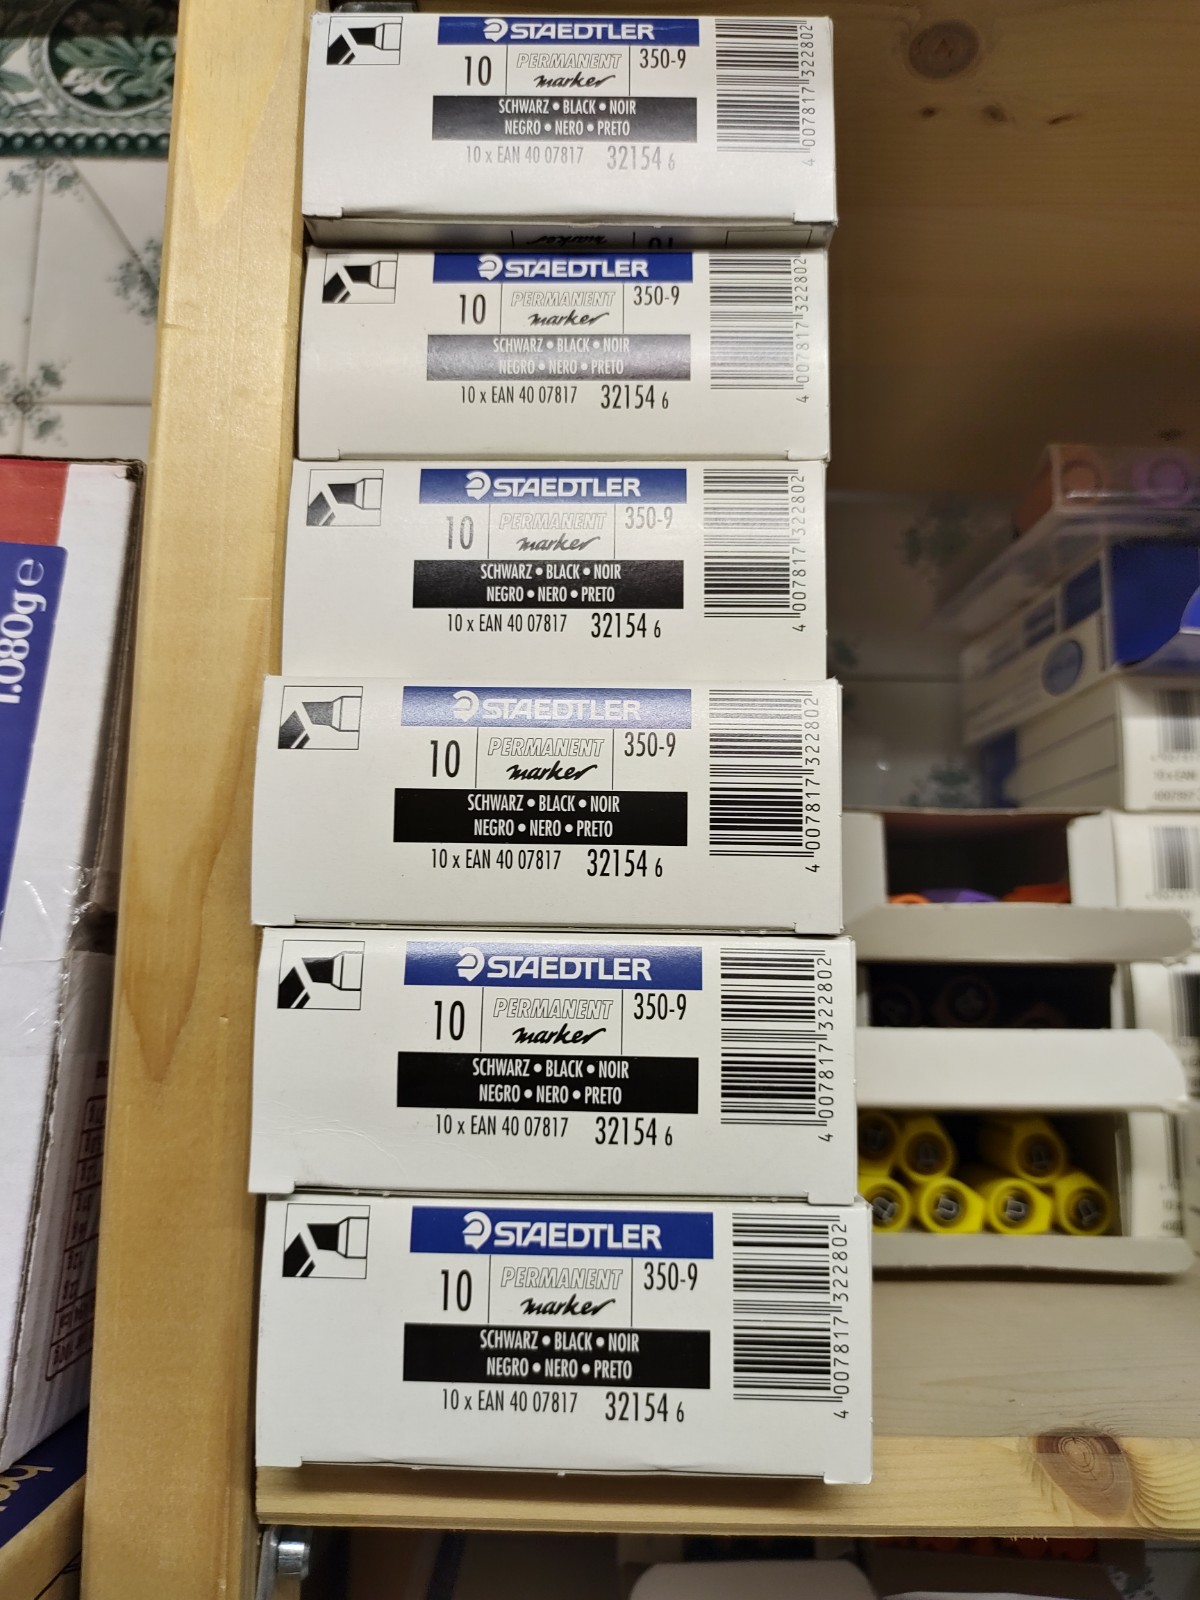 STAEDTLER
10 PERMANENT marker 350-9
SCHWARZ • BLACK • NOIR
NEGRO • NERO • PRETO
10 x EAN 40 07817 32154 6
4 007817 322802
STAEDTLER
10 PERMANENT marker 350-9
SCHWARZ • BLACK • NOIR
NEGRO • NERO • PRETO
10 x EAN 40 07817 32154 6
4 007817 322802
STAEDTLER
10 PERMANENT marker 350-9
SCHWARZ • BLACK • NOIR
NEGRO • NERO • PRETO
10 x EAN 40 07817 32154 6
4 007817 322802
STAEDTLER
10 PERMANENT marker 350-9
SCHWARZ • BLACK • NOIR
NEGRO • NERO • PRETO
10 x EAN 40 07817 32154 6
4 007817 322802
STAEDTLER
10 PERMANENT marker 350-9
SCHWARZ • BLACK • NOIR
NEGRO • NERO • PRETO
10 x EAN 40 07817 32154 6
4 007817 322802
STAEDTLER
10 PERMANENT marker 350-9
SCHWARZ • BLACK • NOIR
NEGRO • NERO • PRETO
10 x EAN 40 07817 32154 6
4 007817 322802
1.080g e